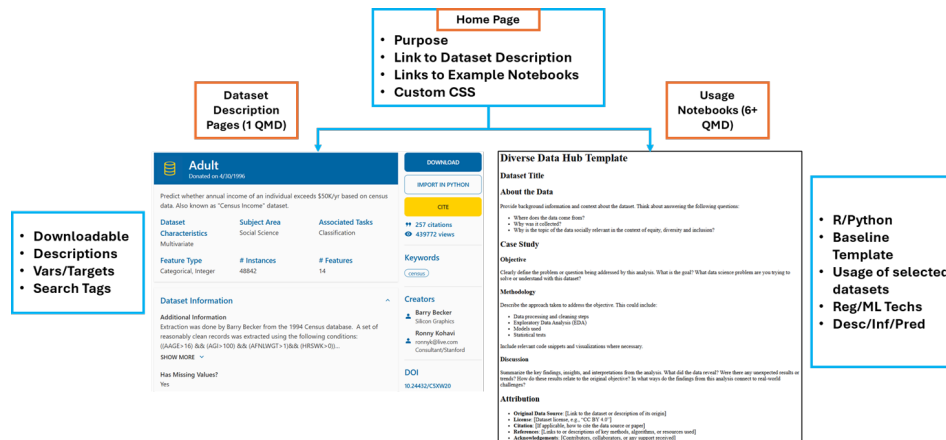 Home Page
• Purpose
• Link to Dataset Description
• Links to Example Notebooks
• Custom CSS
Dataset
Description
Pages (1 QMD)
Usage
Notebooks (6+
QMD)
• Downloadable
• Descriptions
• Vars/Targets
• Search Tags
Adult
Donated on 4/30/1996
Predict whether annual income of an individual exceeds $50K/yr based on census
data. Also known as "Census Income" dataset.
Dataset
Characteristics
Multivariate
Subject Area
Social Science
Associated Tasks
Classification
Feature Type
Categorical, Integer
# Instances
48842
# Features
14
Dataset Information
Additional Information
Extraction was done by Barry Becker from the 1994 Census database. A set of
reasonably clean records was extracted using the following conditions:
((AAGE>16) && (AGI>100) && (AFNLWGT>1)&& (HRSWK>0))...
SHOW MORE
Has Missing Values?
Yes
DOWNLOAD
IMPORT IN PYTHON
CITE
257 citations
439772 views
Keywords
census
Creators
Barry Becker
Silicon Graphics
Ronny Kohavi
ronnyk@live.com
Consultant/Stanford
DOI
10.24432/C5XW20
Diverse Data Hub Template
Dataset Title
About the Data
Provide background information and context about the dataset. Think about answering the following questions:
• Where does the data come from?
• Why was it collected?
• Why is the topic of the data socially relevant in the context of equity, diversity and inclusion?
Case Study
Objective
Clearly define the problem or question being addressed by this analysis. What is the goal? What data science problem are you trying to
solve or understand with this dataset?
Methodology
Describe the approach taken to address the objective. This could include:
• Data processing and cleaning steps
• Exploratory Data Analysis (EDA)
• Models used
• Statistical tests
Include relevant code snippets and visualizations where necessary.
Discussion
Summarize the key findings, insights, and interpretations from the analysis. What did the data reveal? Were there any unexpected results or
trends? How do these results relate to the original objective? In what ways do the findings from this analysis connect to real-world
challenges?
Attribution
• Original Data Source: [Link to the dataset or description of its origin]
• License: [Dataset license, e.g., "CC BY 4.0"]
• Citation: [If applicable, how to cite the data source or paper]
• References: [Links to or descriptions of key methods, algorithms, or resources used]
• Acknowledgements: [Contributors, collaborators, or any support received]
• R/Python
• Baseline
Template
• Usage of selected
datasets
• Reg/ML Techs
• Desc/Inf/Pred